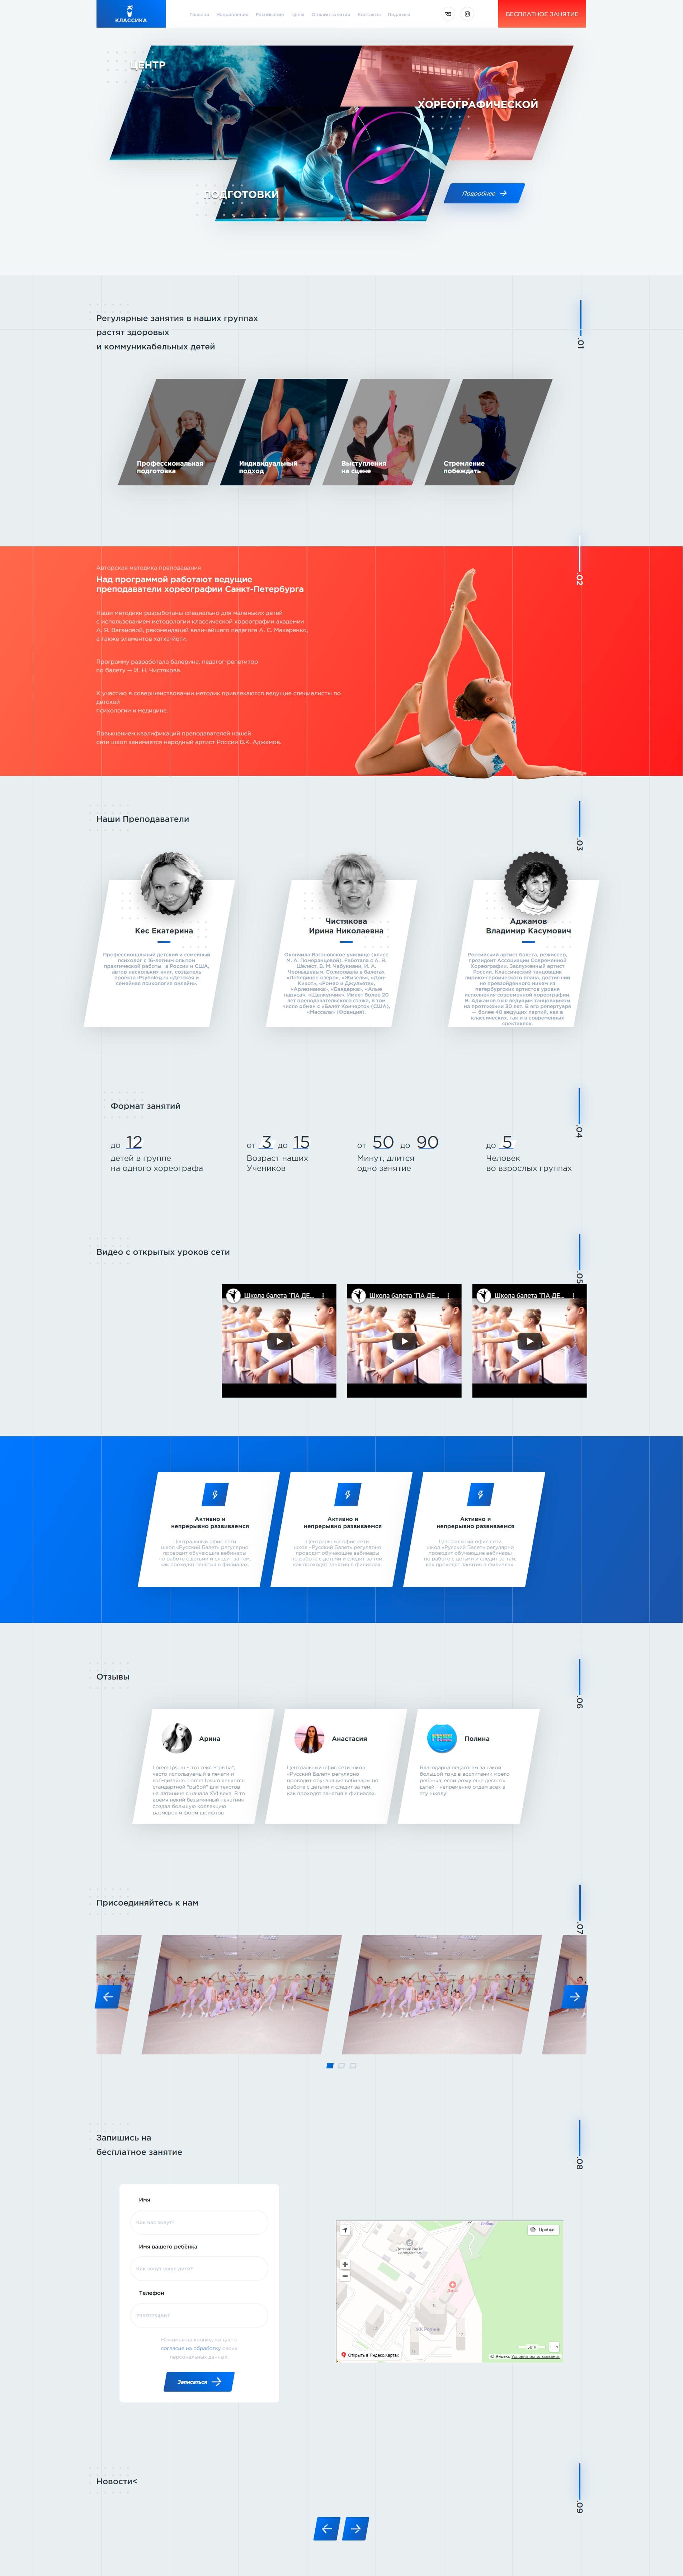 КЛАССИКА
Главная Направления Расписание Цены Онлайн занятия Контакты Педагоги
БЕСПЛАТНОЕ ЗАНЯТИЕ
ЦЕНТР
ХОРЕОГРАФИЧЕСКОЙ
ПОДГОТОВКИ
Подробнее
.01
Регулярные занятия в наших группах
растят здоровых
и коммуникабельных детей
Профессиональная
подготовка
Индивидуальный
подход
Выступления
на сцене
Стремление
побеждать
.02
Авторская методика преподавания
Над программой работают ведущие
преподаватели хореографии Санкт-Петербурга
Наше методики разработаны специально для маленьких детей
с использованием методологии классической хореографии академии
А. Я. Вагановой, рекомендаций величайшего педагога А. С. Макаренко,
а также элементов хатха-йоги.
Программу разработала балерина, педагог-репетитор
по балету — И. Н. Чистякова.
К участию в совершенствовании методик привлекаются ведущие специалисты по
детской
психологии и медицине.
Повышением квалификаций преподавателей нашей
сети школ занимается народный артист России В.К. Аджамов.
.03
Наши Преподаватели
Кес Екатерина
Профессиональный детский и семейный
психолог с 16-летним опытом
практической работы ́в России и США,
автор нескольких книг, создатель
проекта iPsyholog.ru «Детская и
семейная психология онлайн».
Чистякова
Ирина Николаевна
Окончила Вагановское училище (класс
М. А. Померанцевой). Работала с А. Я.
Шелест, В. М. Чабукиани, И. А.
Чернышевым. Солировала в балетах
«Лебединое озеро», «Жизель», «Дон-
Кихот», «Ромео и Джульета»,
«Арлекиниаж», «Баядерка», «Алые
паруса», «Щелкунчик». Имеет более 20
лет преподавательского стажа, в том
числе обмен с «Балет Кончерто» (США),
«Массала» (Франция).
Аджамов
Владимир Касумович
Российский артист балета, режиссер,
президент Ассоциации Современной
Хореографии. Заслуженный артист
России. Классический танцовщик
лирико-героического плана, достигший
не превзойденного никем из
петербургских артистов уровня
исполнения современной хореографии.
В. Аджамов был ведущим танцовщиком
на протяжении 30 лет. В его репертуаре
— более 40 ведущих партий, как в
классических, так и в современных
спектаклях.
.04
Формат занятий
до 12
детей в группе
на одного хореографа
от 3 до 15
Возраст наших
Учеников
от 50 до 90
Минут, длится
одно занятие
до 5
Человек
во взрослых группах
.05
Видео с открытых уроков сети
Школа балета "ПА-ДЕ...
Школа балета "ПА-ДЕ...
Школа балета "ПА-ДЕ...
Активно и
непрерывно развиваемся
Центральный офис сети
школ «Русский Балет» регулярно
проводит обучающие вебинары
по работе с детьми и следит за тем,
как проходят занятия в филиалах.
Активно и
непрерывно развиваемся
Центральный офис сети
школ «Русский Балет» регулярно
проводит обучающие вебинары
по работе с детьми и следит за тем,
как проходят занятия в филиалах.
Активно и
непрерывно развиваемся
Центральный офис сети
школ «Русский Балет» регулярно
проводит обучающие вебинары
по работе с детьми и следит за тем,
как проходят занятия в филиалах.
.06
Отзывы
Арина
Lorem Ipsum - это текст-"рыба",
часто используемый в печати и
вэб-дизайне. Lorem Ipsum является
стандартной "рыбой" для текстов
на латинице с начала XVI века. В то
время некий безымянный печатник
создал большую коллекцию
размеров и форм шрифтов
Анастасия
Центральный офис сети школ
«Русский Балет» регулярно
проводит обучающие вебинары по
работе с детьми и следит за тем,
как проходят занятия в филиалах.
FREE
Полина
Благодарна педагогам за такой
большой труд в воспитании моего
ребенка, если рожу еще десяток
детей - непременно отдам всех в
эту школу!
.07
Присоединяйтесь к нам
.08
Запишись на
бесплатное занятие
Имя
Как вас зовут?
Имя вашего ребёнка
Как зовут ваше дитё?
Телефон
79991234567
Нажимая на кнопку, вы даете
согласие на обработку своих
персональных данных
Записаться
Пробки
Открыть в Яндекс.Картах
© Яндекс Условия использования
.09
Новости<